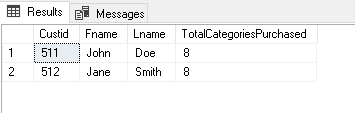 Results Messages
Custid Fname Lname TotalCategoriesPurchased
1 511 John Doe 8
2 512 Jane Smith 8